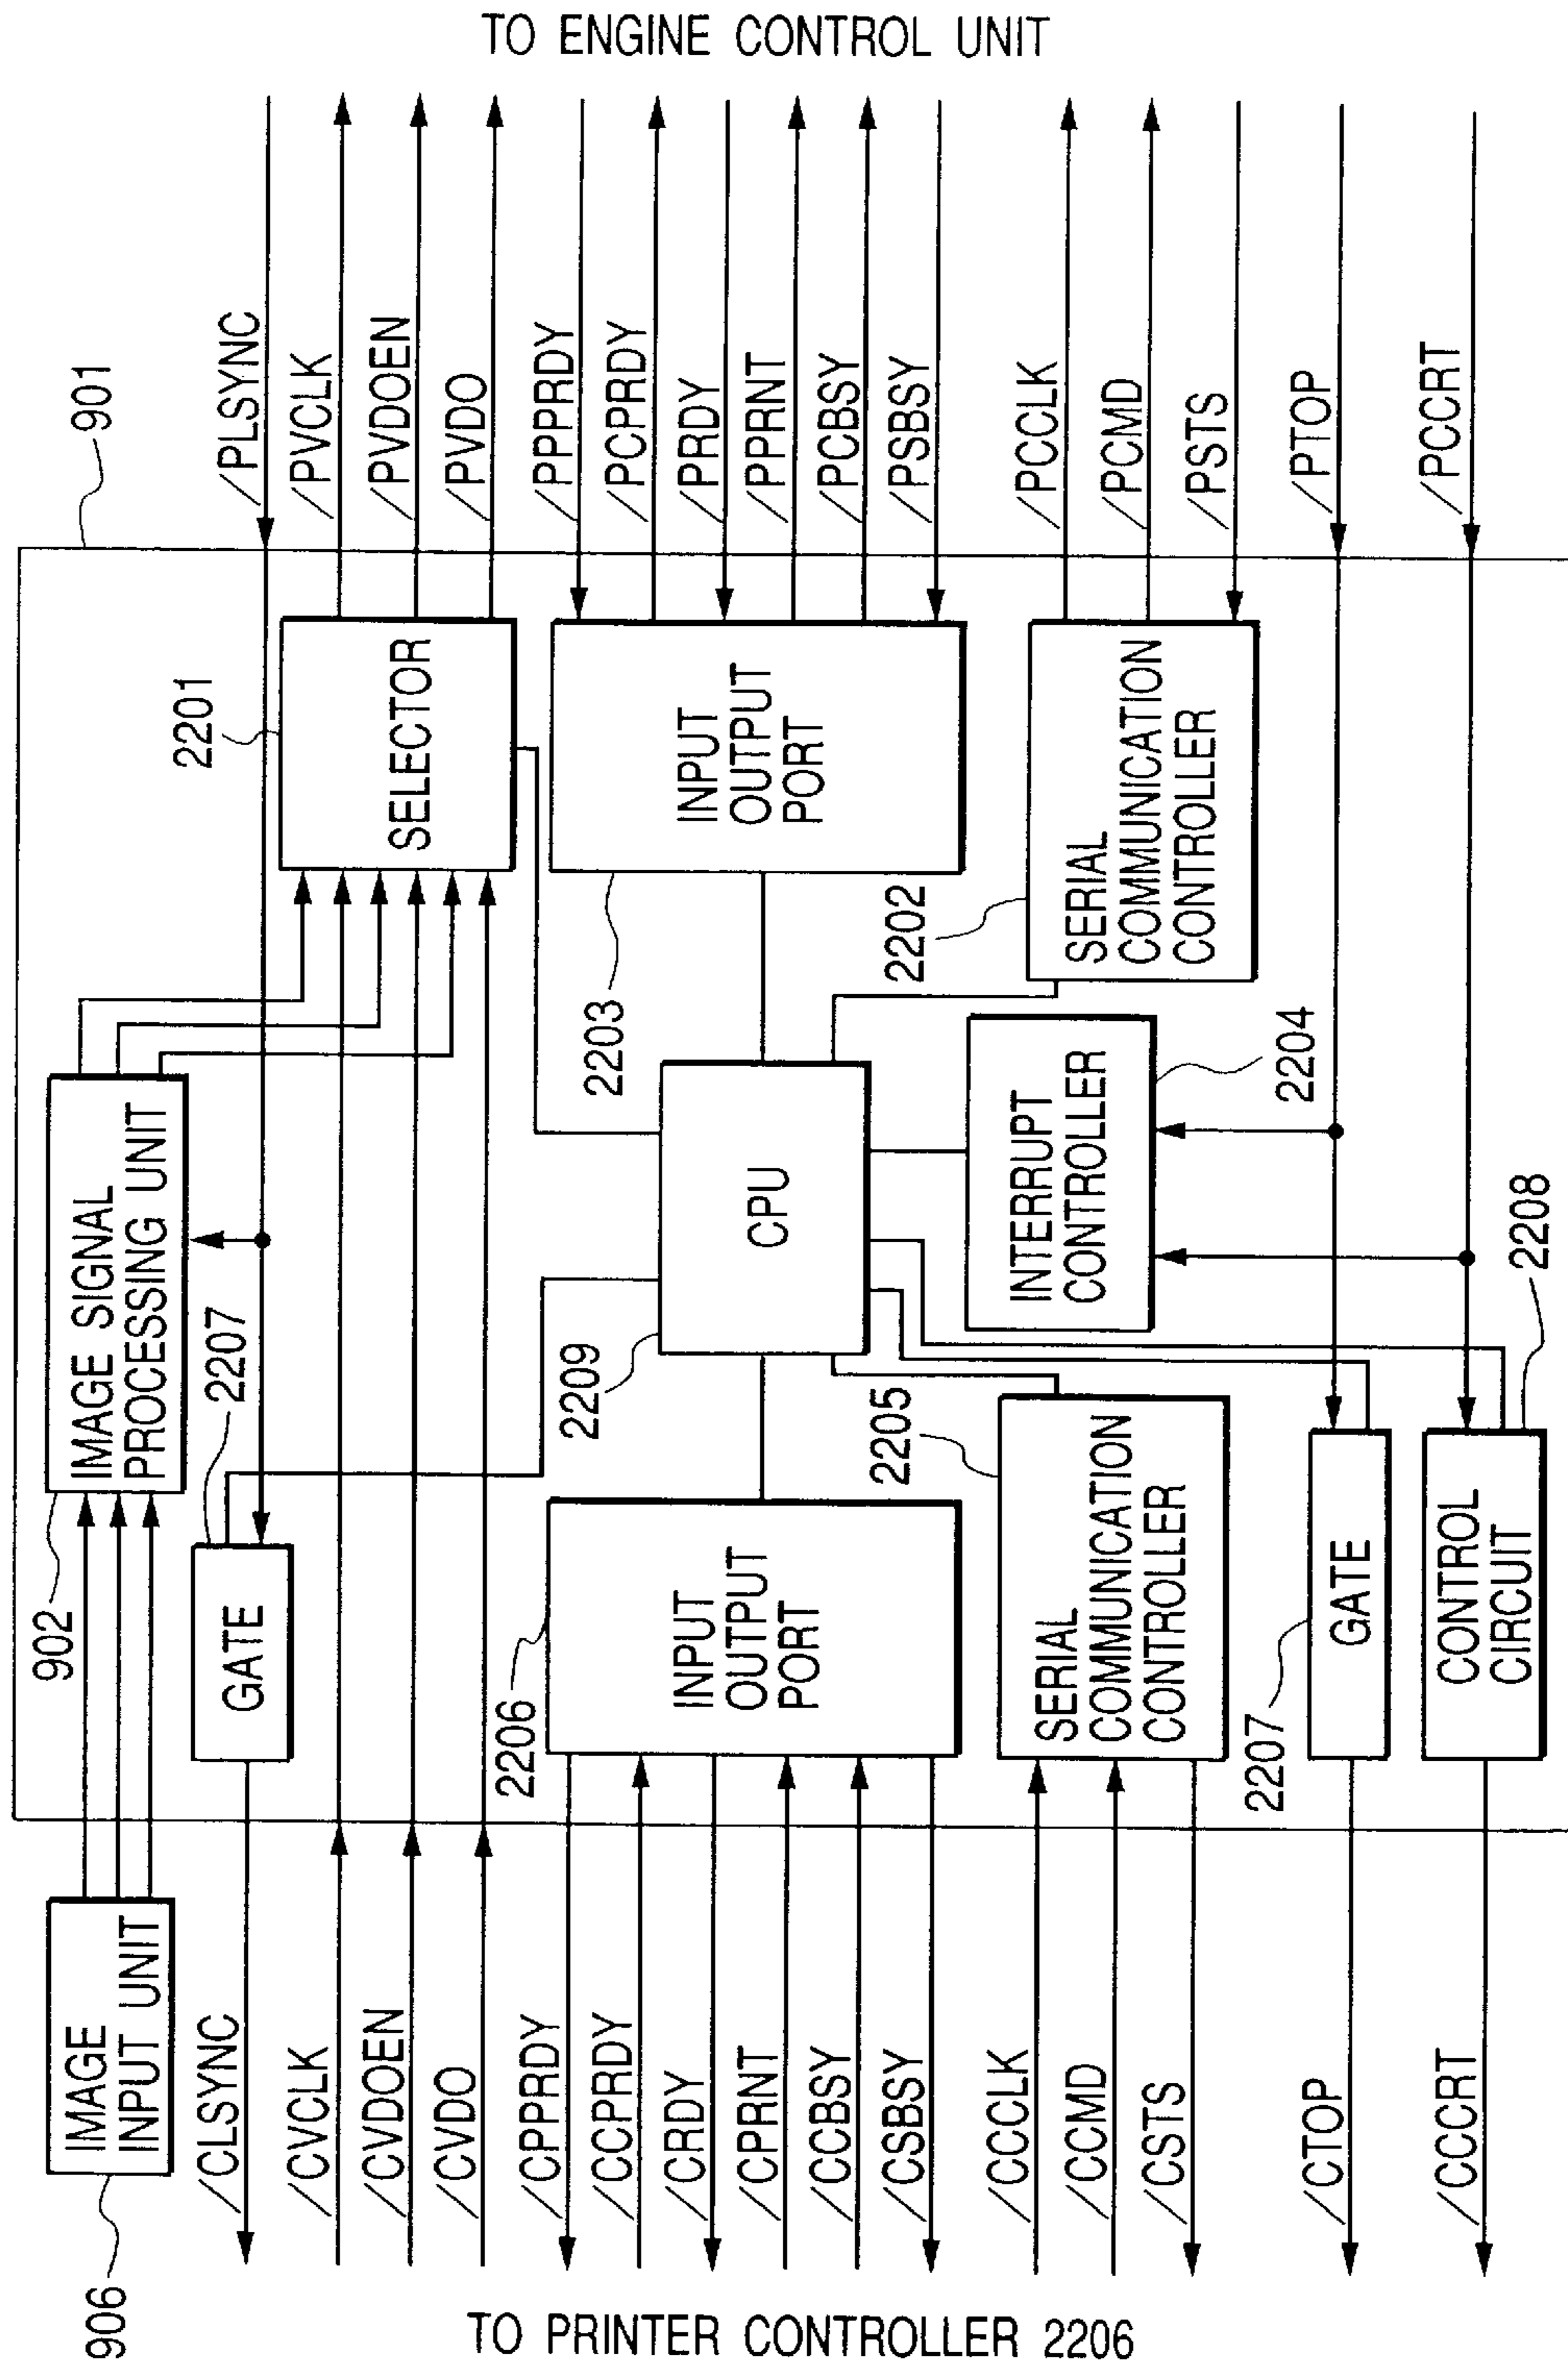 TO ENGINE CONTROL UNIT
901
/PLSYNC
/PVCLK
/PVDOEN
/PVDO
/PPPRDY
/PCPRDY
/PRDY
/PPRNT
/PCBSY
/PSBSY
/PCCLK
/PCMD
/PSTS
/PTOP
/PCCRT
2201
SELECTOR
INPUT
OUTPUT
PORT
2203
2202
SERIAL
COMMUNICATION
CONTROLLER
IMAGE SIGNAL
PROCESSING UNIT
902
2207
GATE
CPU
2209
INTERRUPT
CONTROLLER
2204
INPUT
OUTPUT
PORT
2206
2205
SERIAL
COMMUNICATION
CONTROLLER
2207
GATE
2208
CONTROL
CIRCUIT
IMAGE
INPUT UNIT
906
/CLSYNC
/CVCLK
/CVDOEN
/CVDO
/CPPRDY
/CCPRDY
/CRDY
/CPRNT
/CCBSY
/CSBSY
/CCCLK
/CCMD
/CSTS
/CTOP
/CCCRT
TO PRINTER CONTROLLER 2206